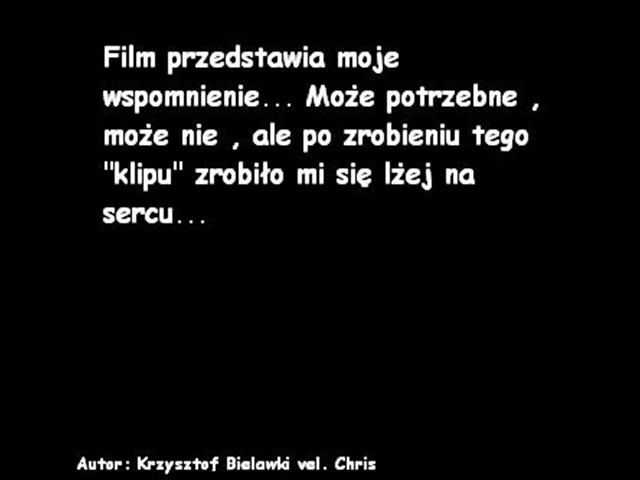 Film przedstawia moje
wspomnienie... Może potrzebne ,
może nie , ale po zrobieniu tego
"klipu" zrobiło mi się lżej na
sercu...
Autor: Krzysztof Bielawki vel. Chris